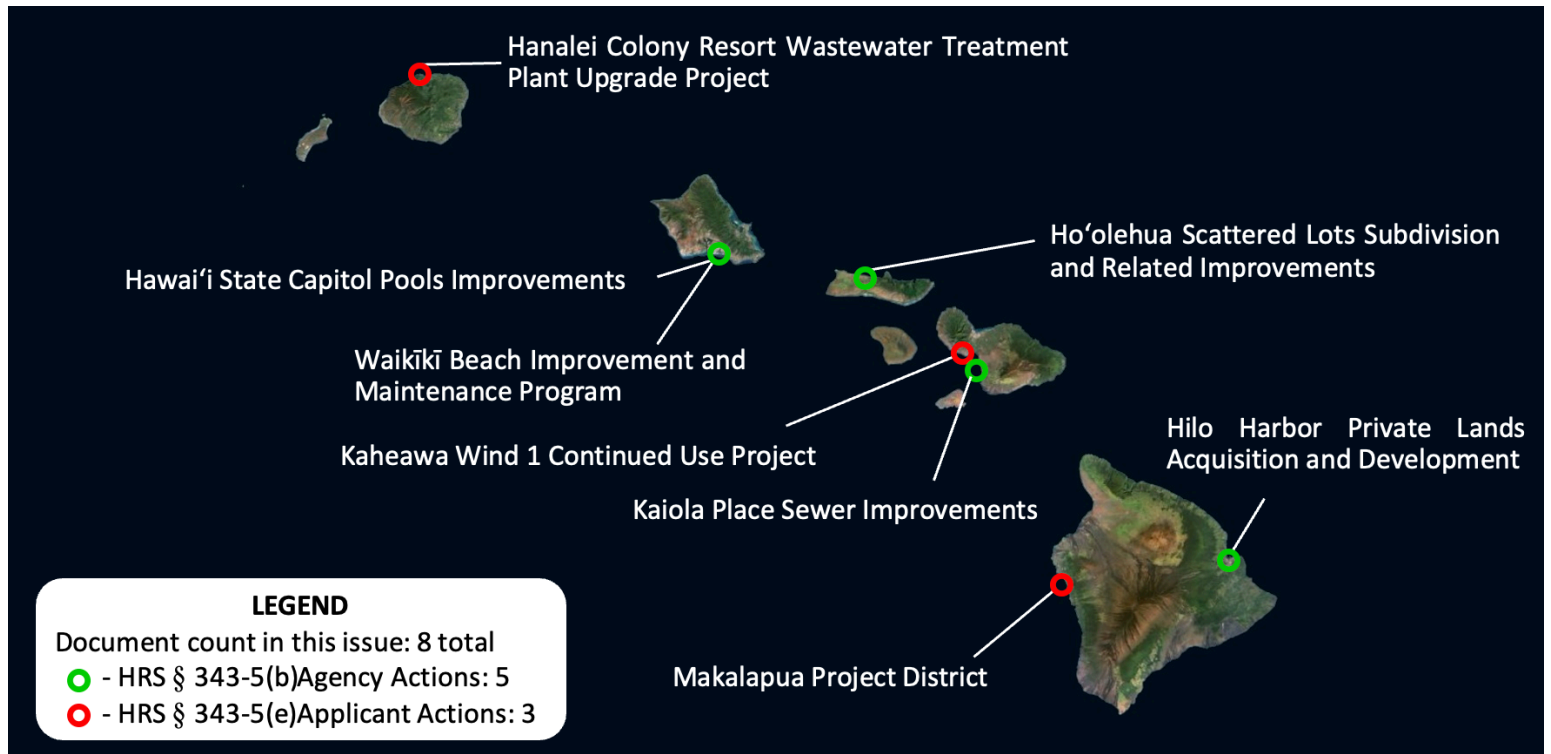 Hanalei Colony Resort Wastewater Treatment
Plant Upgrade Project
Hoʻolehua Scattered Lots Subdivision
and Related Improvements
Hawaiʻi State Capitol Pools Improvements
Waikīkī Beach Improvement and
Maintenance Program
Kaheawa Wind 1 Continued Use Project
Hilo Harbor Private Lands
Acquisition and Development
Kaiola Place Sewer Improvements
Makalapua Project District
LEGEND
Document count in this issue: 8 total
- HRS § 343-5(b)Agency Actions: 5
- HRS § 343-5(e)Applicant Actions: 3